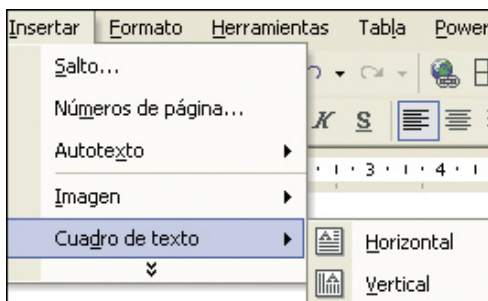 Insertar Formato Herramientas Tabla Power
Salto...
Números de página...
K S
Autotexto
3 4
Imagen
Cuadro de texto
Horizontal
Vertical